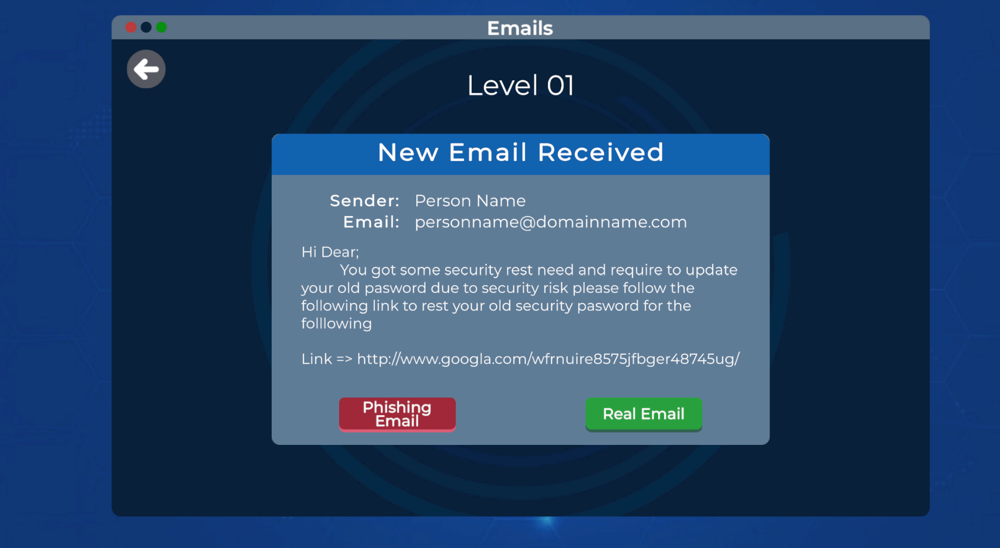 Emails
Level 01
New Email Received
Sender: Person Name
Email: personname@domainname.com
Hi Dear;
You got some security rest need and require to update
your old pasword due to security risk please follow the
following link to rest your old security pasword for the
folllowing
Link => http://www.googla.com/wfrnuire8575jfbger48745ug/
Phishing
Email
Real Email